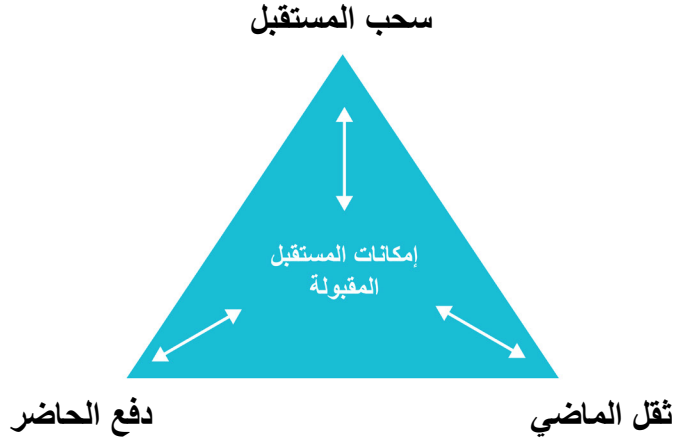 سحب المستقبل
إمكانات المستقبل
المقبولة
ثقل الماضي
دفع الحاضر